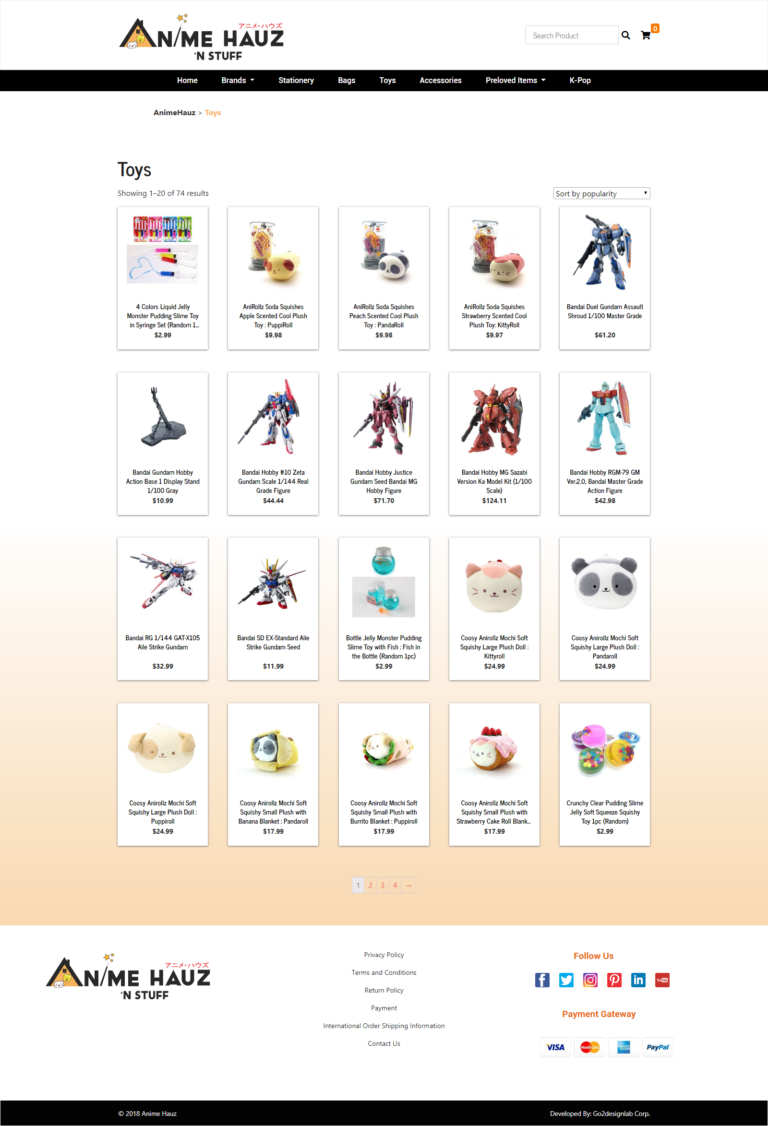 アニメ・ハウズ
ANIME HAUZ
'N STUFF
Search Product
0
Home Brands Stationery Bags Toys Accessories Preloved Items K-Pop
AnimeHauz > Toys
Toys
Showing 1–20 of 74 results
Sort by popularity
4 Colors Liquid Jelly
Monster Pudding Slime Toy
in Syringe Set (Random 1...
$2.99
AniRollz Soda Squishes
Apple Scented Cool Plush
Toy : PuppiRoll
$9.98
AniRollz Soda Squishes
Peach Scented Cool Plush
Toy : PandaRoll
$9.98
AniRollz Soda Squishes
Strawberry Scented Cool
Plush Toy: KittyRoll
$9.97
Bandai Duel Gundam Assault
Shroud 1/100 Master Grade
$61.20
Bandai Gundam Hobby
Action Base 1 Display Stand
1/100 Gray
$10.99
Bandai Hobby #10 Zeta
Gundam Scale 1/144 Real
Grade Figure
$44.44
Bandai Hobby Justice
Gundam Seed Bandai MG
Hobby Figure
$71.70
Bandai Hobby MG Sazabi
Version Ka Model Kit (1/100
Scale)
$124.11
Bandai Hobby RGM-79 GM
Ver.2.0, Bandai Master Grade
Action Figure
$42.98
Bandai RG 1/144 GAT-X105
Aile Strike Gundam
$32.99
Bandai SD EX-Standard Aile
Strike Gundam Seed
$11.99
Bottle Jelly Monster Pudding
Slime Toy with Fish : Fish in
the Bottle (Random 1pc)
$2.99
Coosy Anirollz Mochi Soft
Squishy Large Plush Doll :
Kittyroll
$24.99
Coosy Anirollz Mochi Soft
Squishy Large Plush Doll :
Pandaroll
$24.99
Coosy Anirollz Mochi Soft
Squishy Large Plush Doll :
Puppiroll
$24.99
Coosy Anirollz Mochi Soft
Squishy Small Plush with
Banana Blanket : Pandaroll
$17.99
Coosy Anirollz Mochi Soft
Squishy Small Plush with
Burrito Blanket : Puppiroll
$17.99
Coosy Anirollz Mochi Soft
Squishy Small Plush with
Strawberry Cake Roll Blank...
$17.99
Crunchy Clear Pudding Slime
Jelly Soft Squeeze Squishy
Toy 1pc (Random)
$2.99
1 2 3 4 →
アニメ・ハウズ
ANIME HAUZ
'N STUFF
Privacy Policy
Terms and Conditions
Return Policy
Payment
International Order Shipping Information
Contact Us
Follow Us
Payment Gateway
VISA MasterCard PayPal
© 2018 Anime Hauz
Developed By: Go2designlab Corp.